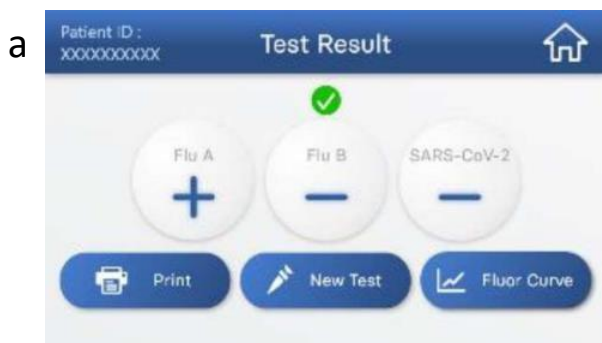 a
Patient ID :
XXXXXXXXXX
Test Result
Flu A
Flu B
SARS-CoV-2
+
−
−
Print
New Test
Fluor Curve